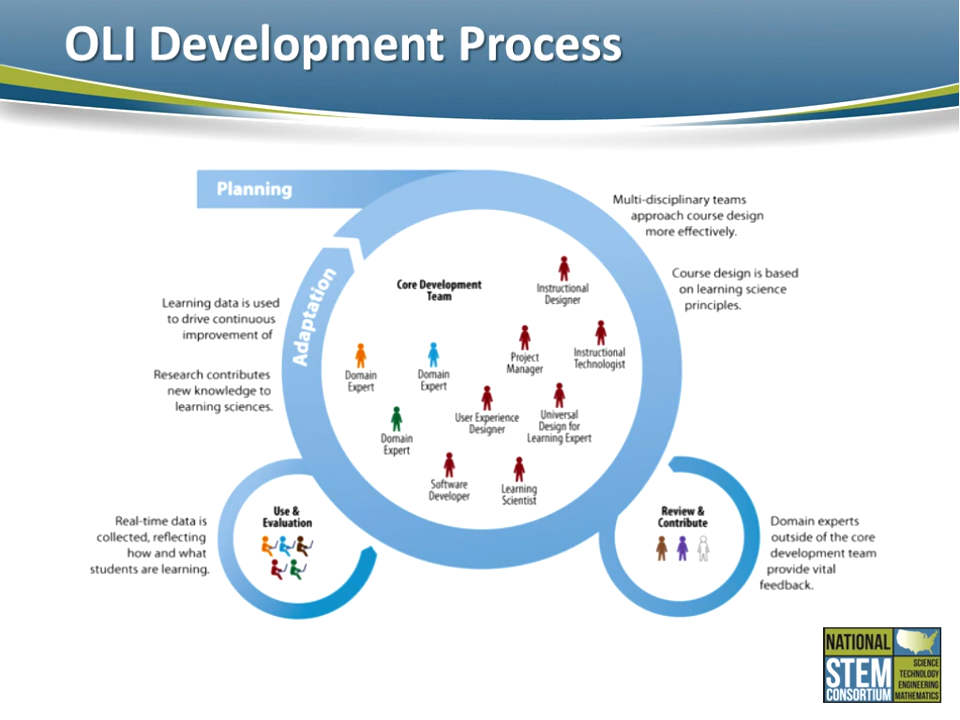 OLI Development Process
Planning
Adaptation
Multi-disciplinary teams
approach course design
more effectively.
Course design is based
on learning science
principles.
Learning data is used
to drive continuous
improvement of
Research contributes
new knowledge to
learning sciences.
Core Development
Team
Instructional
Designer
Project
Manager
Instructional
Technologist
Domain
Expert
Domain
Expert
User Experience
Designer
Universal
Design for
Learning Expert
Domain
Expert
Software
Developer
Learning
Scientist
Real-time data is
collected, reflecting
how and what
students are learning.
Use &
Evaluation
Review &
Contribute
Domain experts
outside of the core
development team
provide vital
feedback.
NATIONAL
STEM
CONSORTIUM
SCIENCE
TECHNOLOGY
ENGINEERING
MATHEMATICS